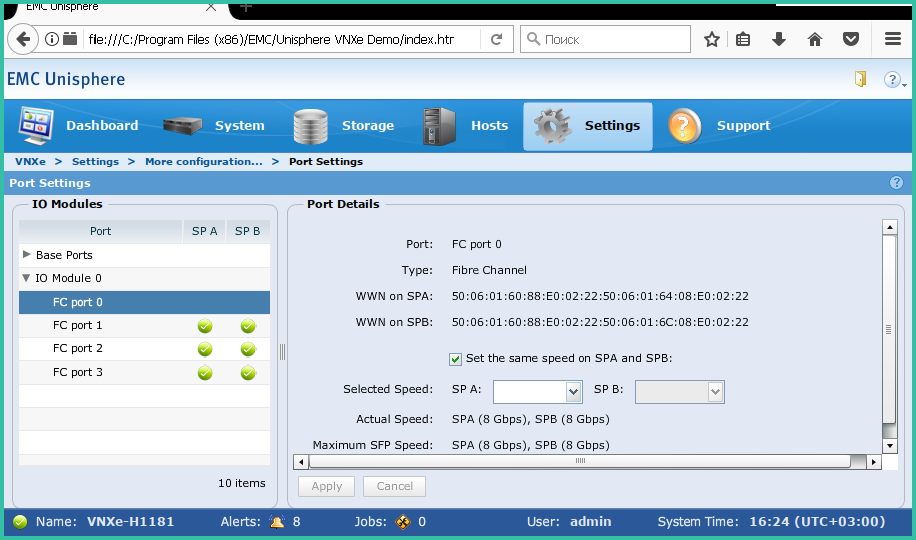 EMC Unisphere
file:///C:/Program Files (x86)/EMC/Unisphere VNXe Demo/index.htr
Поиск
EMC Unisphere
Dashboard System Storage Hosts Settings Support
VNXe > Settings > More configuration... > Port Settings
Port Settings
IO Modules
Port SP A SP B
Base Ports
IO Module 0
FC port 0
FC port 1
FC port 2
FC port 3
10 items
Port Details
Port: FC port 0
Type: Fibre Channel
WWN on SPA: 50:06:01:60:88:E0:02:22:50:06:01:64:08:E0:02:22
WWN on SPB: 50:06:01:60:88:E0:02:22:50:06:01:6C:08:E0:02:22
Set the same speed on SPA and SPB:
Selected Speed: SP A: SP B:
Actual Speed: SPA (8 Gbps), SPB (8 Gbps)
Maximum SFP Speed: SPA (8 Gbps), SPB (8 Gbps)
Apply Cancel
Name: VNXe-H1181 Alerts: 8 Jobs: 0 User: admin System Time: 16:24 (UTC+03:00)